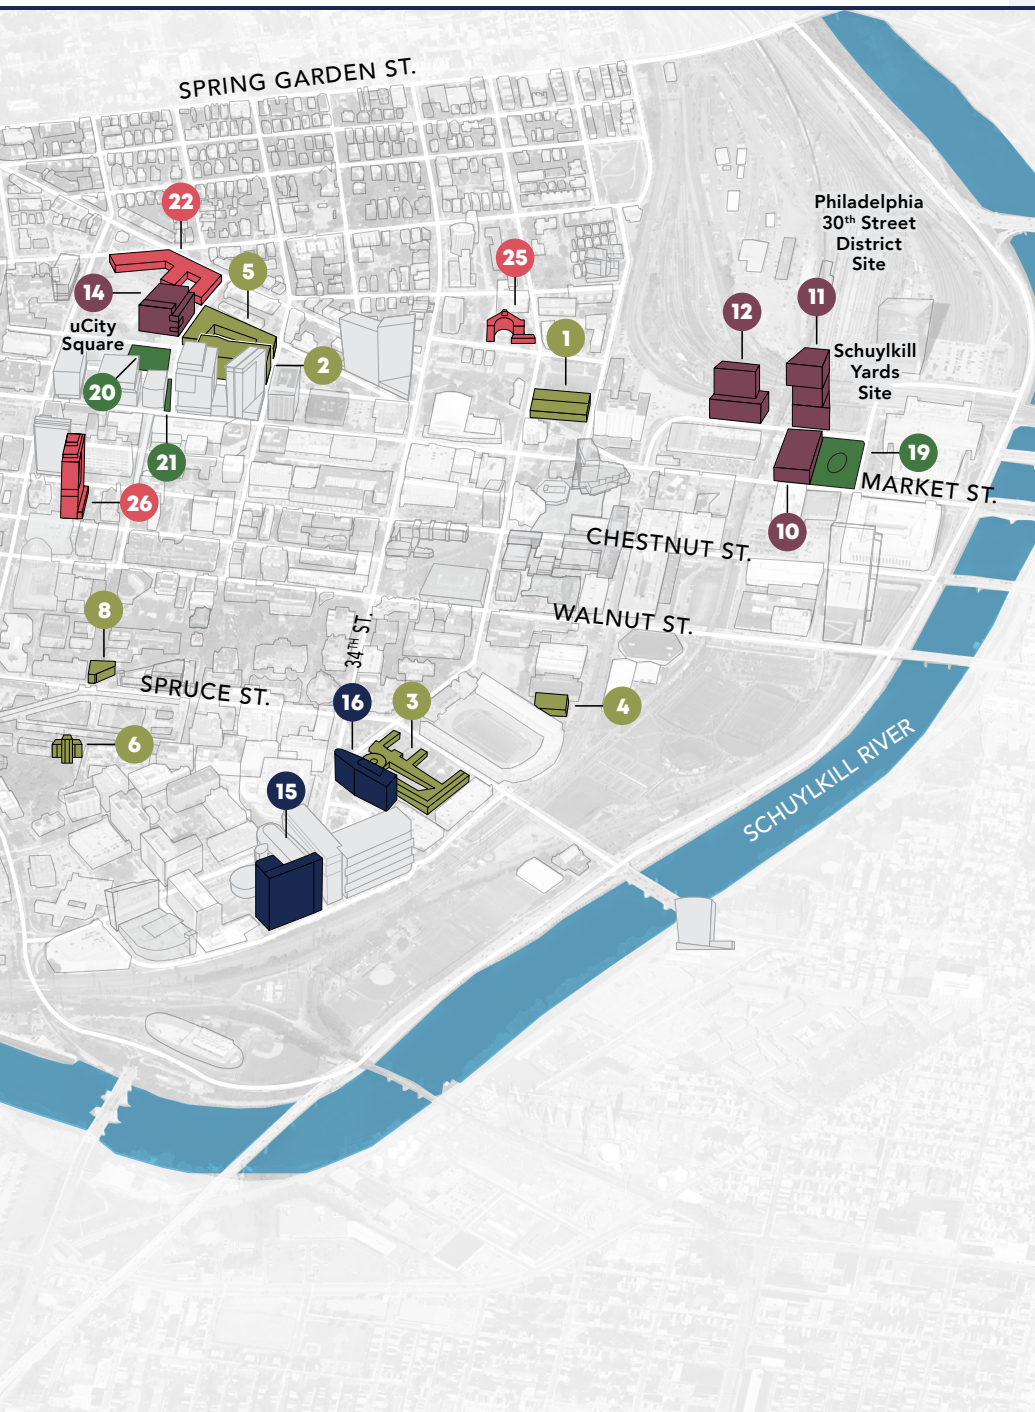 SPRING GARDEN ST.
22
Philadelphia
30th Street
District
Site
25
5
14
11
12
uCity
Square
1
Schuylkill
Yards
Site
2
20
19
21
MARKET ST.
26
10
CHESTNUT ST.
8
WALNUT ST.
34TH ST.
SPRUCE ST.
16
3
4
6
SCHUYLKILL RIVER
15